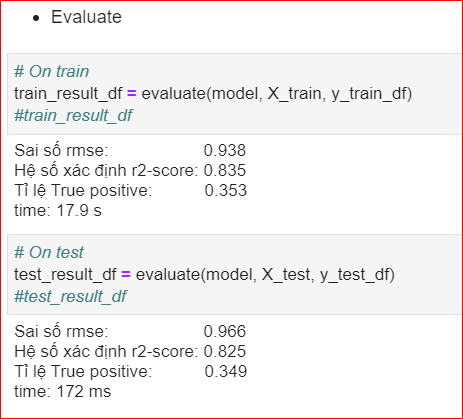 Evaluate
# On train
train_result_df = evaluate(model, X_train, y_train_df)
#train_result_df
Sai số rmse: 0.938
Hệ số xác định r2-score: 0.835
Tỉ lệ True positive: 0.353
time: 17.9 s
# On test
test_result_df = evaluate(model, X_test, y_test_df)
#test_result_df
Sai số rmse: 0.966
Hệ số xác định r2-score: 0.825
Tỉ lệ True positive: 0.349
time: 172 ms